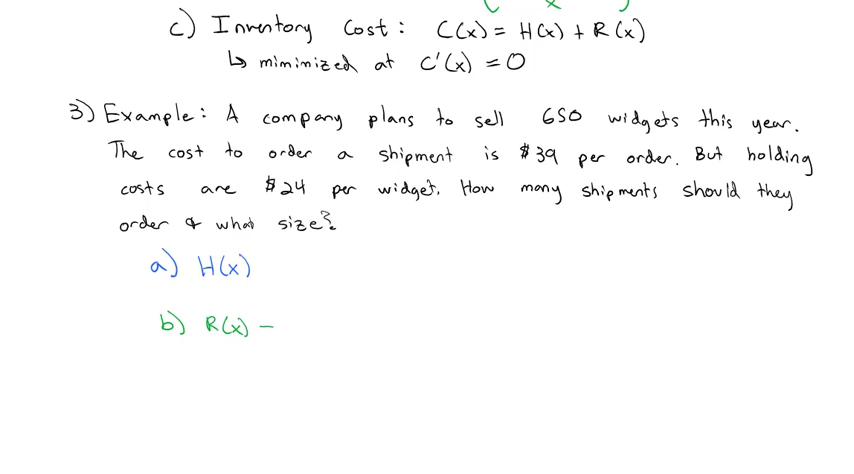 ( x )
c) Inventory Cost: C(x) = H(x) + R(x)
↳ minimized at C'(x) = 0
3) Example: A company plans to sell 650 widgets this year.
The cost to order a shipment is $39 per order. But holding
costs are $24 per widget. How many shipments should they
order & what size?
a) H(x)
b) R(x) -